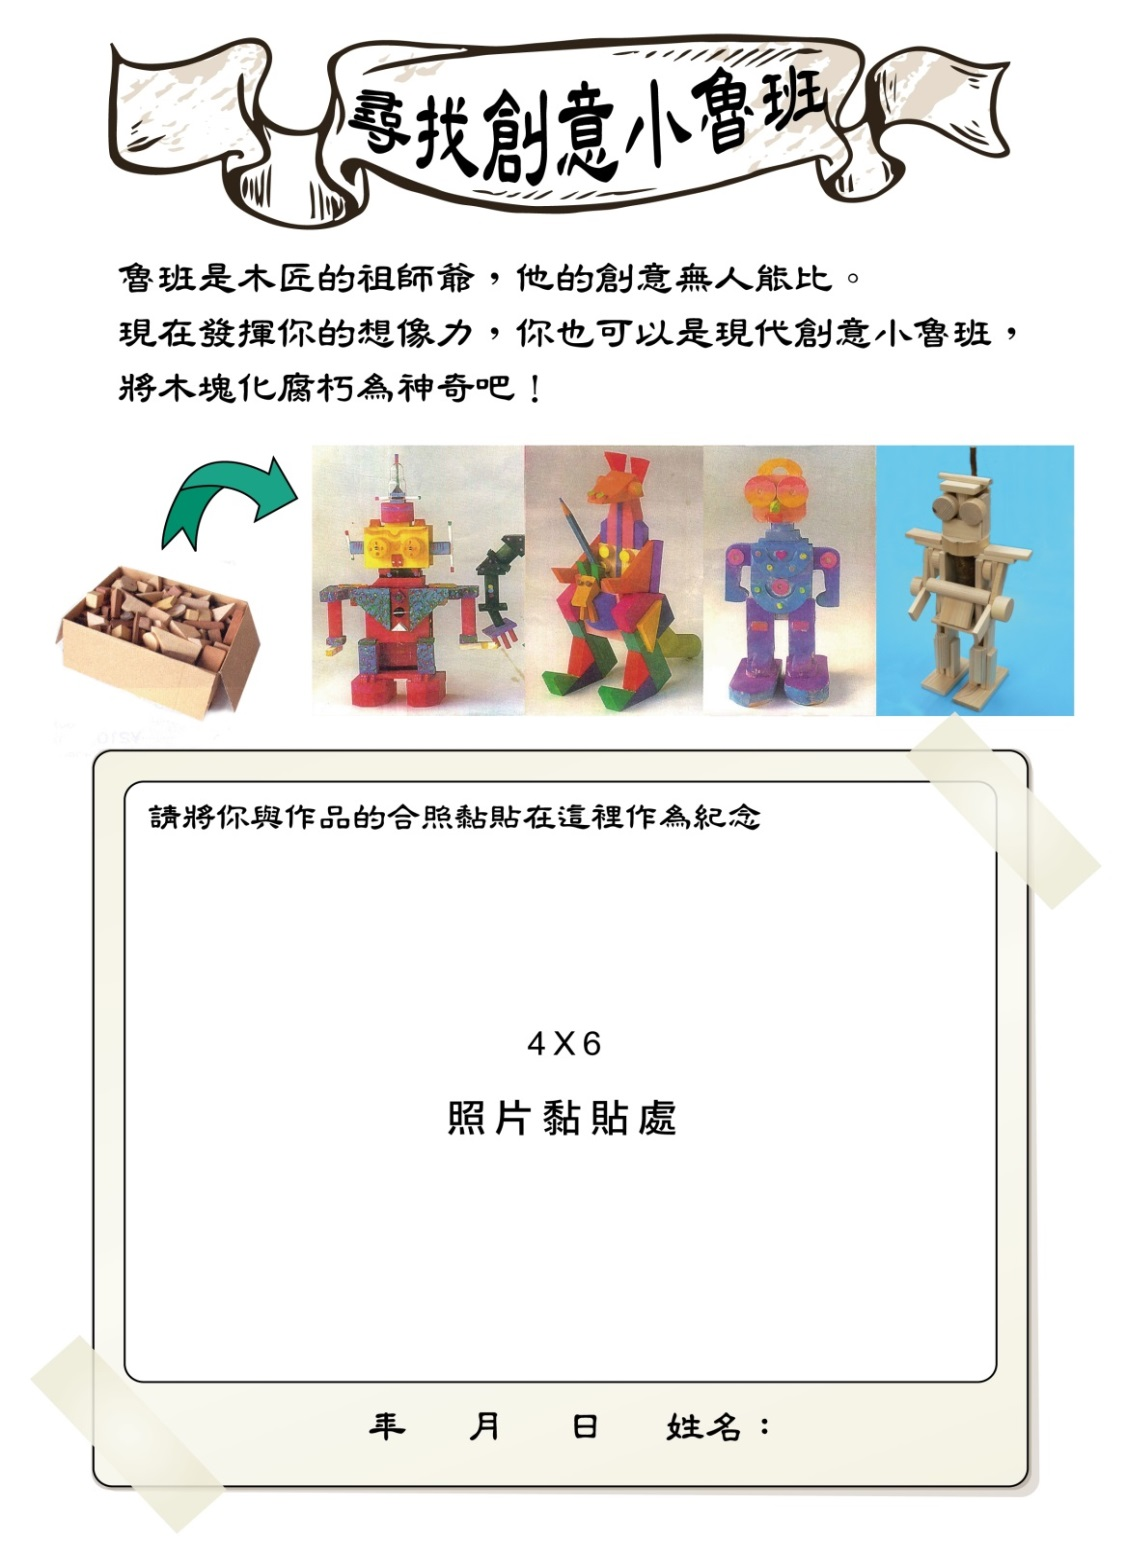 尋找創意小魯班
魯班是木匠的祖師爺，他的創意無人能比。
現在發揮你的想像力，你也可以是現代創意小魯班，
將木塊化腐朽為神奇吧！
請將你與作品的合照黏貼在這裡作為紀念
4X6
照片黏貼處
年 月 日 姓名：